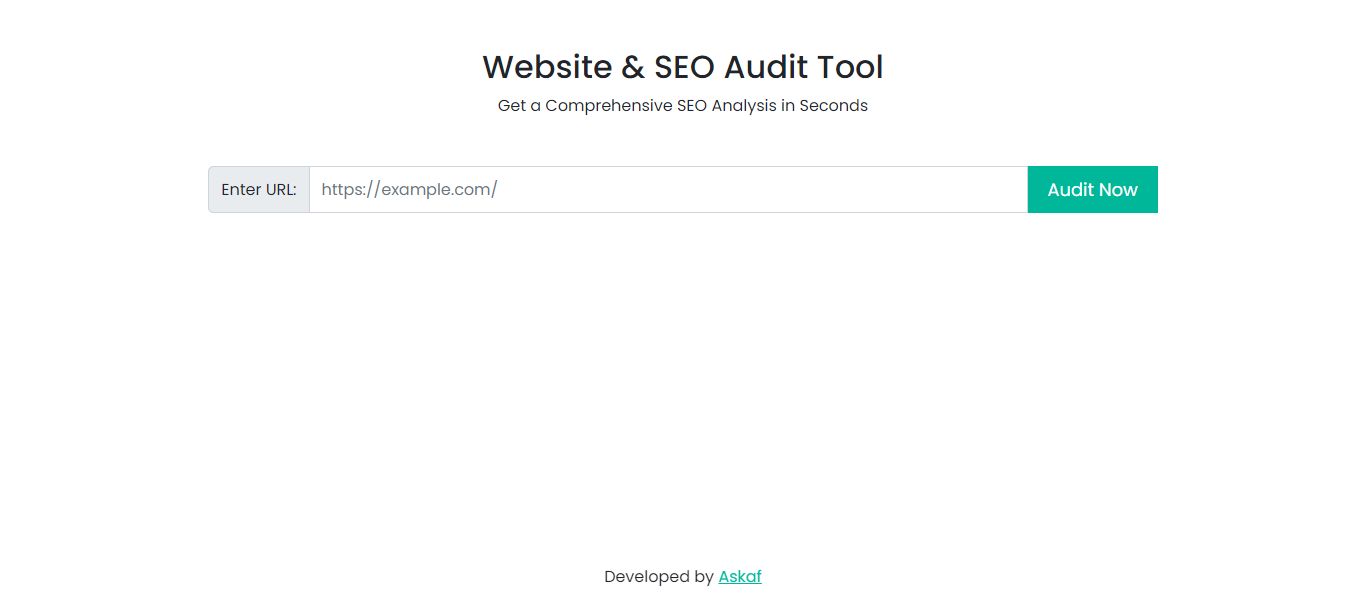 Website & SEO Audit Tool
Get a Comprehensive SEO Analysis in Seconds
Enter URL: https://example.com/ Audit Now
Developed by Askaf